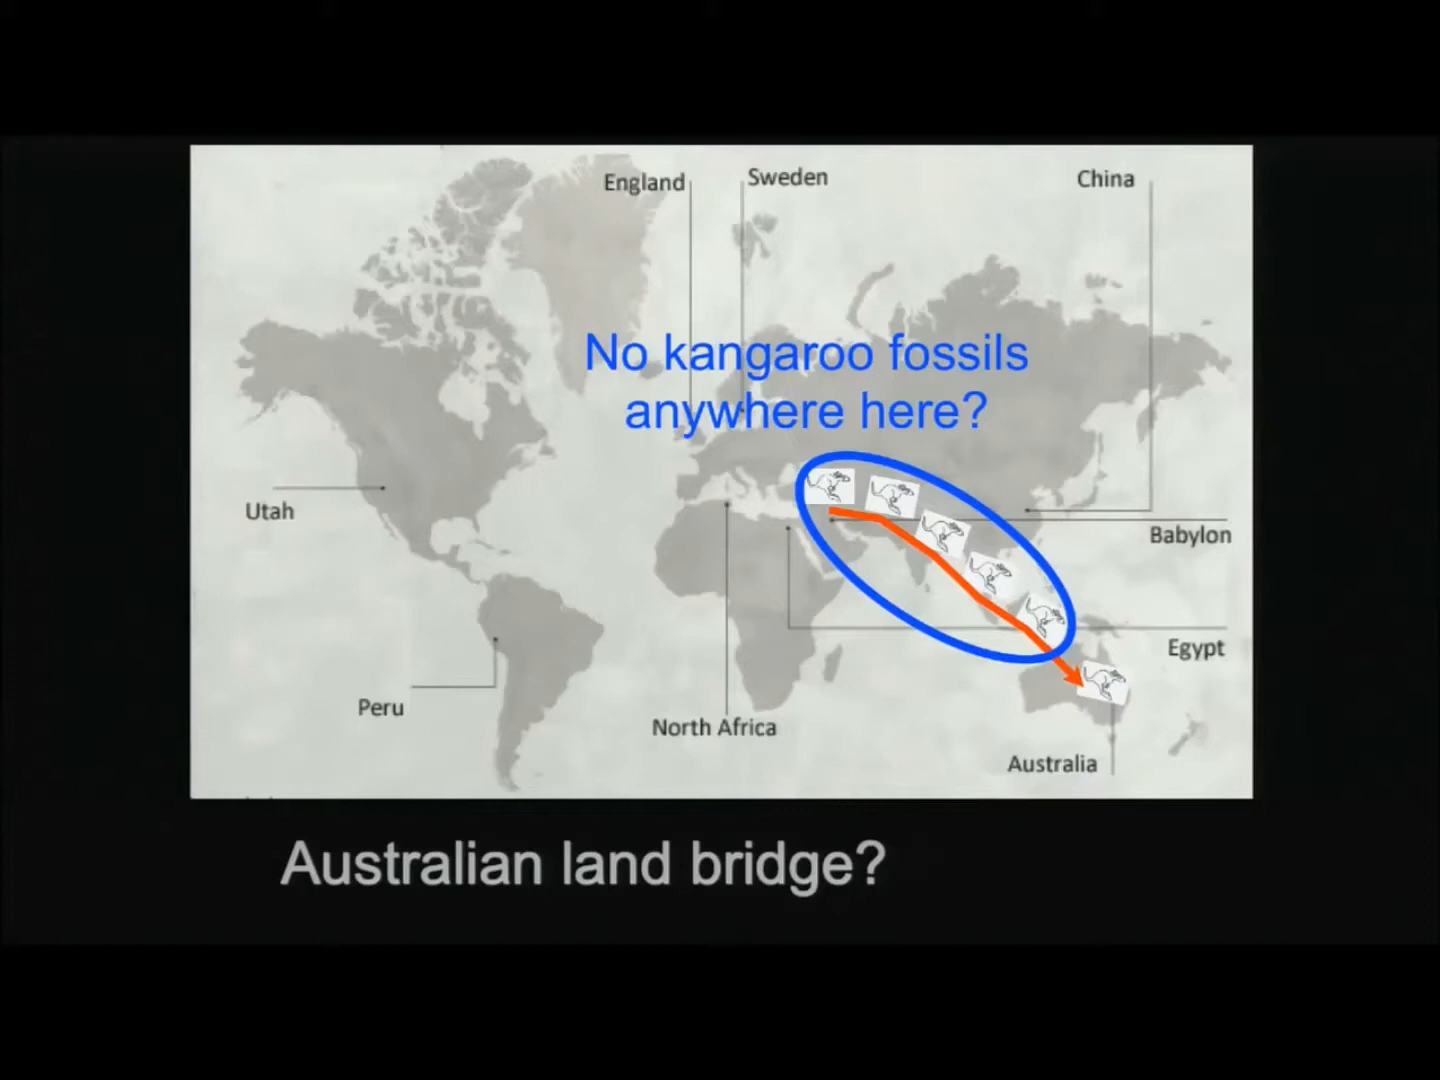 England
Sweden
China
No kangaroo fossils
anywhere here?
Utah
Babylon
Egypt
Peru
North Africa
Australia
Australian land bridge?